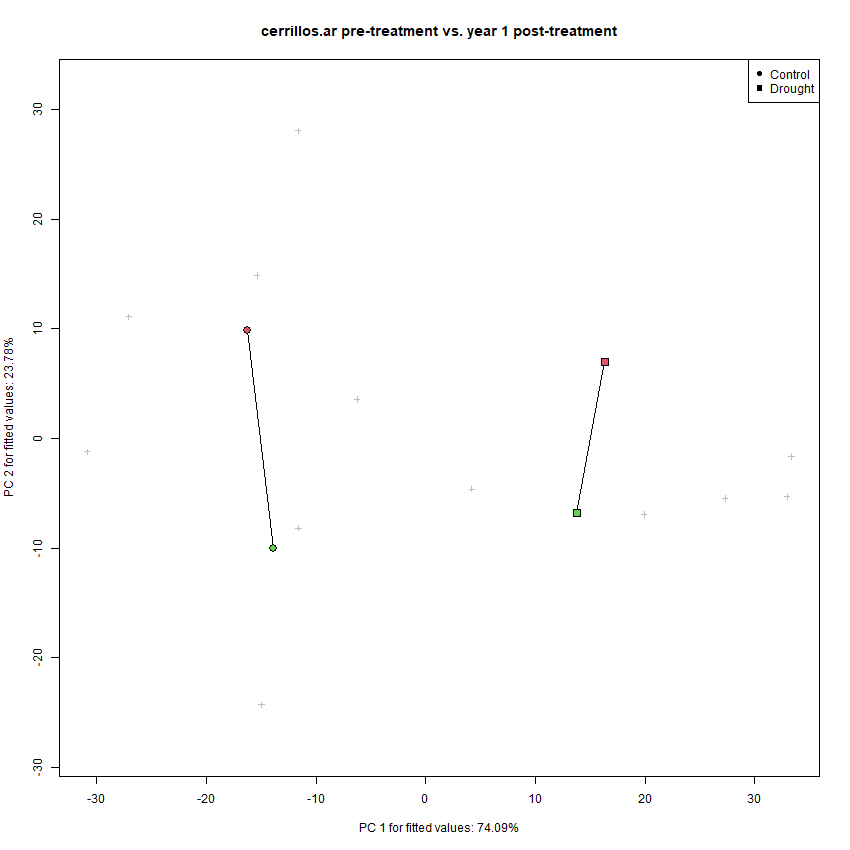 cerrillos.ar pre-treatment vs. year 1 post-treatment
Control
Drought
30
20
10
0
-10
-20
-30
PC 2 for fitted values: 23.78%
-30
-20
-10
0
10
20
30
PC 1 for fitted values: 74.09%